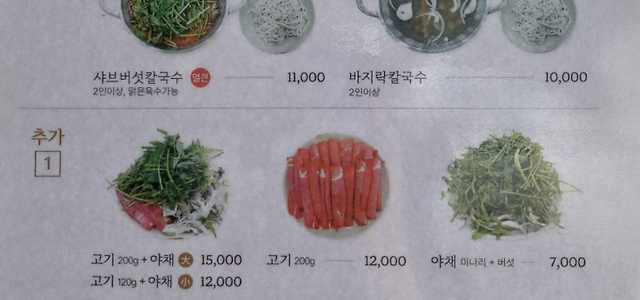 샤브버섯칼국수 얼큰 11,000
2인이상, 맑은육수가능
바지락칼국수 10,000
2인이상
추가
1
고기 200g + 야채 大 15,000
고기 120g + 야채 小 12,000
고기 200g 12,000
야채 미나리 + 버섯 7,000